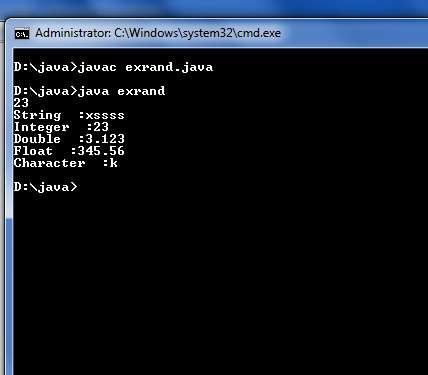 Administrator: C:\Windows\system32\cmd.exe
D:\java>javac exrand.java
D:\java>java exrand
23
String  :xssss
Integer  :23
Double  :3.123
Float  :345.56
Character  :k
D:\java>